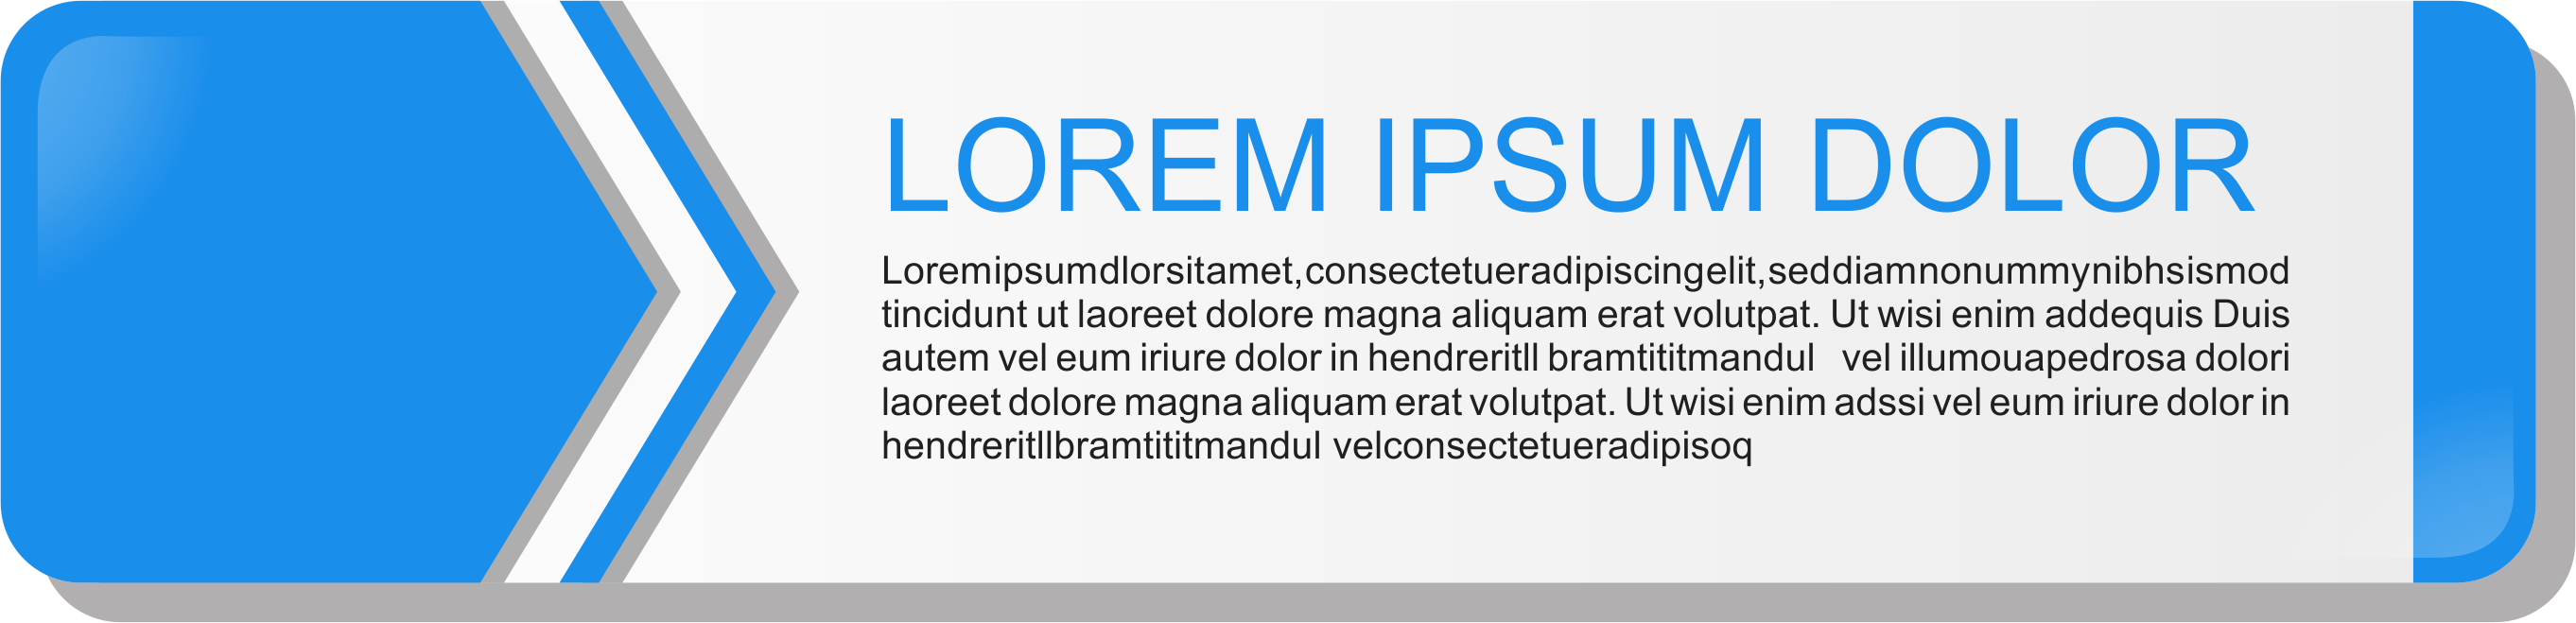 LOREM IPSUM DOLOR
Loremipsumdlorsitamet,consectetueradipiscingelit,seddiamnonummynibhsismod
tincidunt ut laoreet dolore magna aliquam erat volutpat. Ut wisi enim addequis Duis
autem vel eum iriure dolor in hendreritll bramtititmandul vel illumouapedrosa dolori
laoreet dolore magna aliquam erat volutpat. Ut wisi enim adssi vel eum iriure dolor in
hendreritllbramtititmandul velconsectetueradipisoq